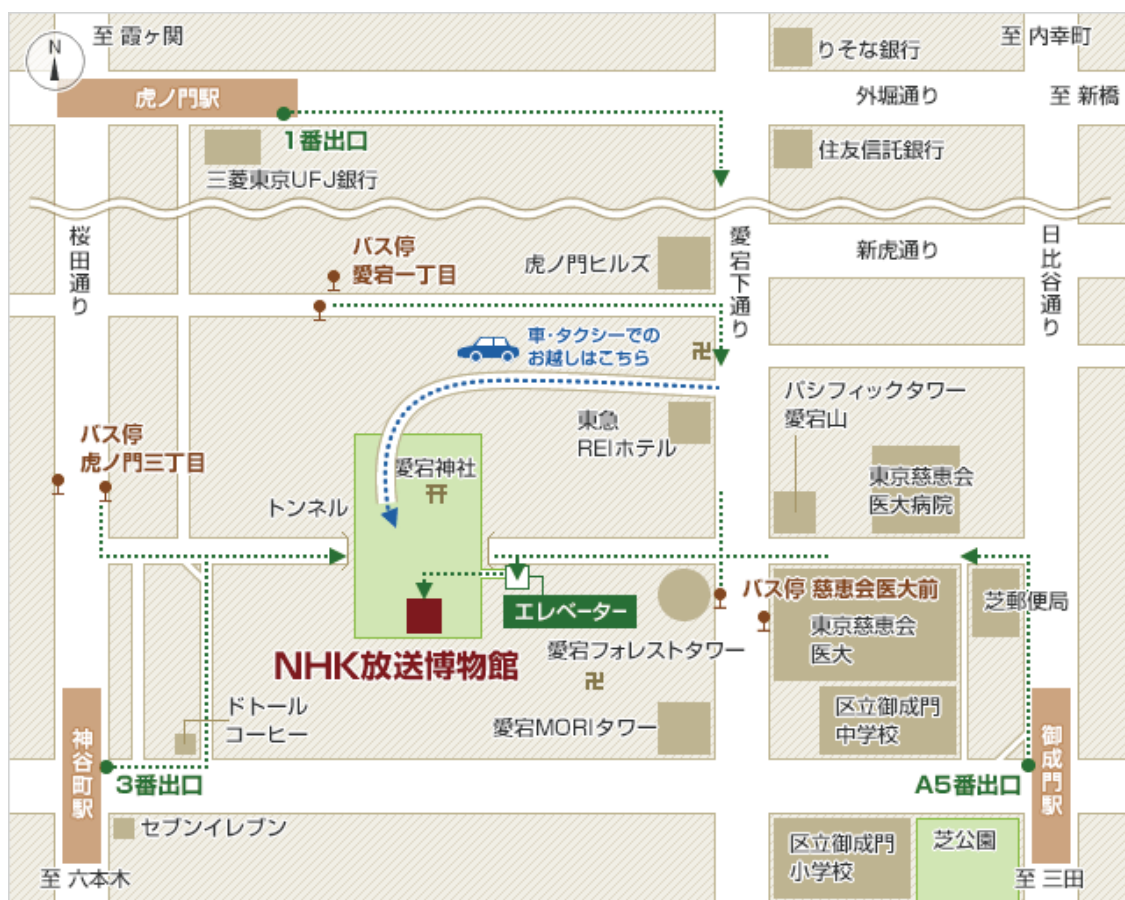 N
至 霞ヶ関
りそな銀行
至 内幸町
虎ノ門駅
外堀通り
至 新橋
1番出口
住友信託銀行
三菱東京UFJ銀行
桜田通り
バス停
愛宕一丁目
虎ノ門ヒルズ
愛宕下通り
新虎通り
日比谷通り
車・タクシーでの
お越しはこちら
卍
パシフィックタワー
愛宕山
東急
REIホテル
バス停
虎ノ門三丁目
愛宕神社
東京慈恵会
医大病院
トンネル
エレベーター
バス停 慈恵会医大前
芝郵便局
東京慈恵会
医大
愛宕フォレストタワー
NHK放送博物館
卍
ドトール
コーヒー
愛宕MORIタワー
区立御成門
中学校
神谷町駅
御成門駅
3番出口
A5番出口
セブンイレブン
区立御成門
小学校
芝公園
至 六本木
至 三田